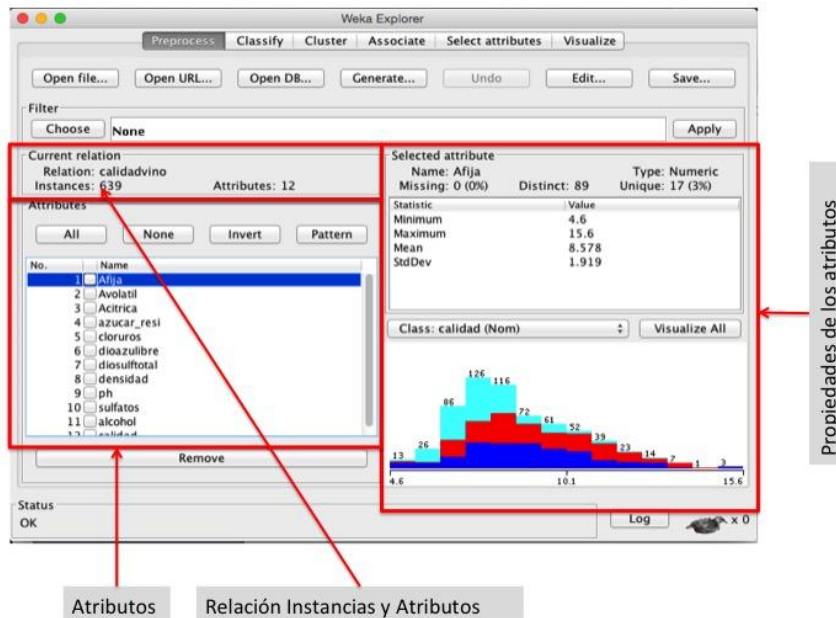 Weka Explorer
Preprocess Classify Cluster Associate Select attributes Visualize
Open file... Open URL... Open DB... Generate... Undo Edit... Save...
Filter
Choose None Apply
Current relation
Relation: calidadvino
Instances: 639 Attributes: 12
Attributes
All None Invert Pattern
No. Name
1 Afija
2 Avolatil
3 Acitrica
4 azucar_resi
5 cloruros
6 dioazulibre
7 diosulftotal
8 densidad
9 ph
10 sulfatos
11 alcohol
12 calidad
Remove
Selected attribute
Name: Afija Type: Numeric
Missing: 0 (0%) Distinct: 89 Unique: 17 (3%)
Statistic Value
Minimum 4.6
Maximum 15.6
Mean 8.578
StdDev 1.919
Class: calidad (Nom) Visualize All
13 26 86 126 116 72 61 52 39 23 14 7 1 3
4.6 10.1 15.6
Status
OK
Log x 0
Propiedades de los atributos
Atributos
Relación Instancias y Atributos